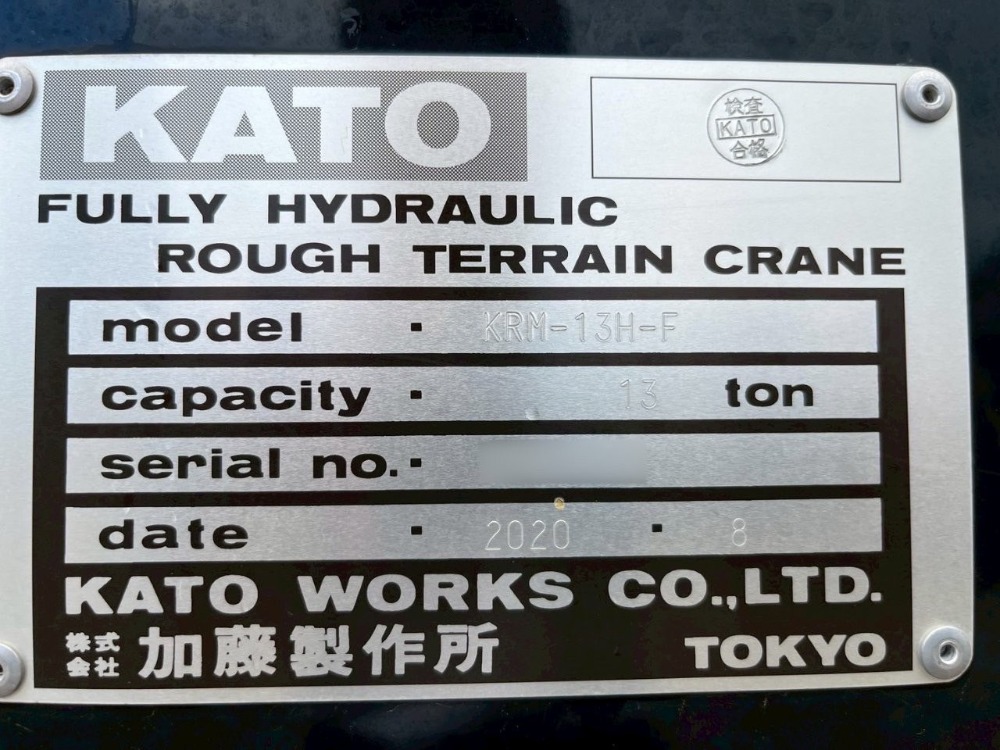 KATO
検査
KATO
合格
FULLY HYDRAULIC
ROUGH TERRAIN CRANE
model · KRM-13H-F
capacity · 13 ton
serial no. ·
date · 2020 · 8
KATO WORKS CO.,LTD.
株式会社 加藤製作所 TOKYO